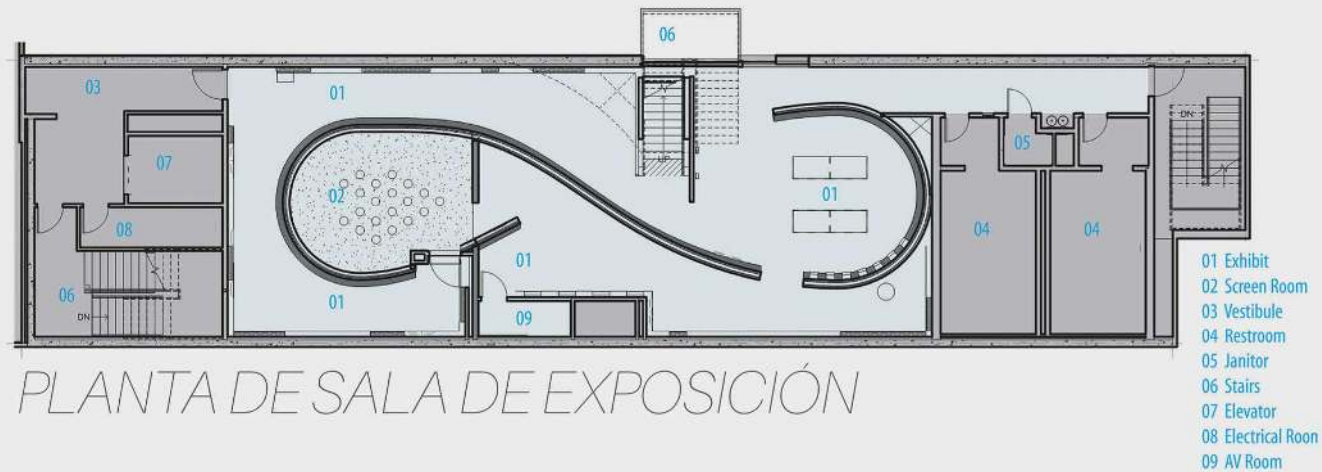 06
03
01
DN
05
07
UP
02
01
08
04
04
01
06
01
DN
09
PLANTA DE SALA DE EXPOSICIÓN
01 Exhibit
02 Screen Room
03 Vestibule
04 Restroom
05 Janitor
06 Stairs
07 Elevator
08 Electrical Roon
09 AV Room